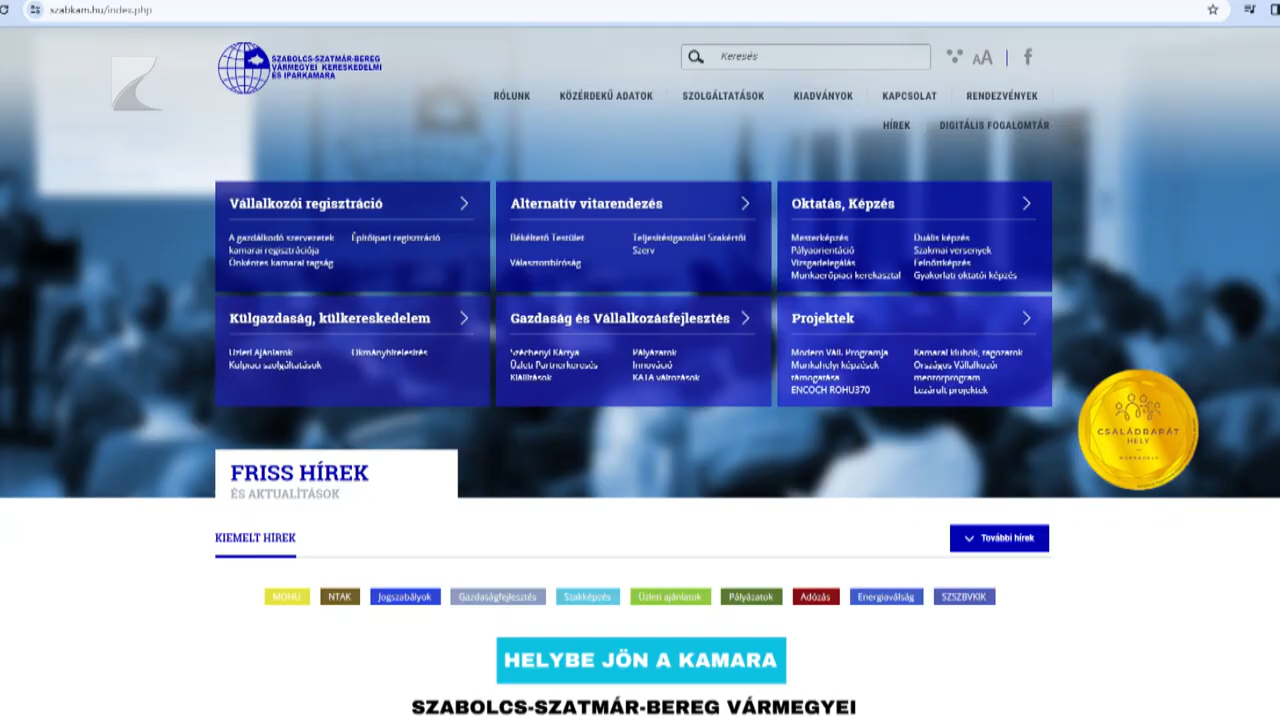 szabkam.hu/index.php
SZABOLCS-SZATMÁR-BEREG
VÁRMEGYEI KERESKEDELMI
ÉS IPARKAMARA
Keresés
AA
f
RÓLUNK KÖZÉRDEKŰ ADATOK SZOLGÁLTATÁSOK KIADVÁNYOK KAPCSOLAT RENDEZVÉNYEK
HÍREK DIGITÁLIS FOGALOMTÁR
Vállalkozói regisztráció
A gazdálkodó szervezetek
kamarai regisztrációja
Önkéntes kamarai tagság
Építőipari regisztráció
Alternatív vitarendezés
Békéltető Testület
Választottbíróság
Teljesítésigazolási Szakértői
Szerv
Oktatás, Képzés
Mesterképzés
Pályaorientáció
Vizsgadelegálás
Munkaerőpiaci kerekasztal
Duális képzés
Szakmai versenyek
Felnőttképzés
Gyakorlati oktatói képzés
Külgazdaság, külkereskedelem
Üzleti Ajánlatok
Külpiaci szolgáltatások
Okmányhitelesítés
Gazdaság és Vállalkozásfejlesztés
Széchenyi Kártya
Üzleti Partnerkeresés
Kiállítások
Pályázatok
Innováció
KATA változások
Projektek
Modern Váll. Programja
Munkahelyi képzések
támogatása
ENCOCH ROHU370
Kamarai klubok, tagozatok
Országos Vállalkozói
mentorprogram
Lezárult projektek
CSALÁDBARÁT
HELY
MUNKAHELY
FRISS HÍREK
ÉS AKTUALITÁSOK
KIEMELT HÍREK
További hírek
MOHU NTAK Jogszabályok Gazdaságfejlesztés Szakképzés Üzleti ajánlatok Pályázatok Adózás Energiaválság SZSZBVKIK
HELYBE JÖN A KAMARA
SZABOLCS-SZATMÁR-BEREG VÁRMEGYEI